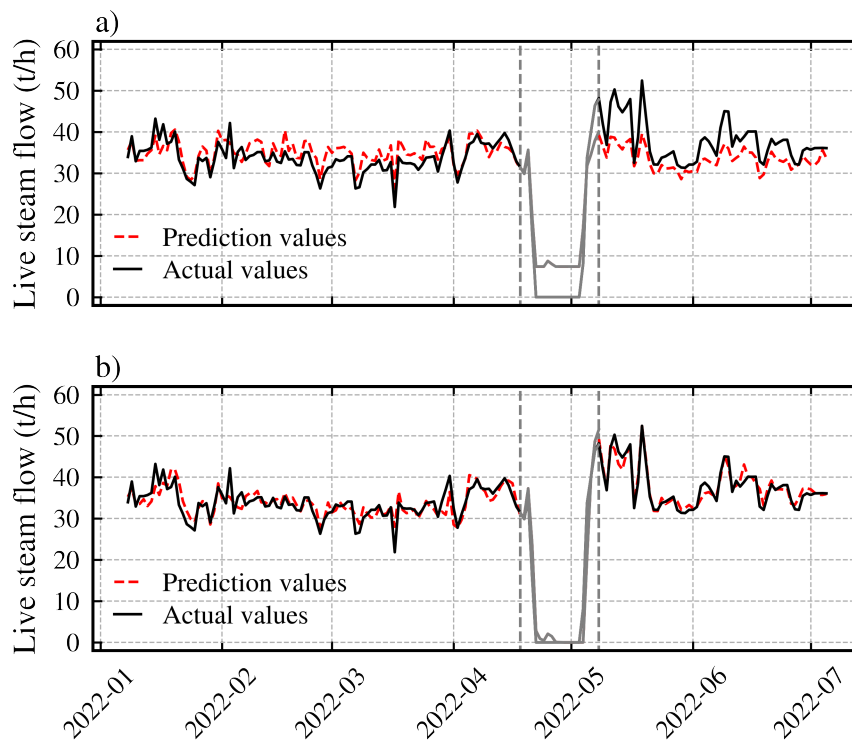 a)
Live steam flow (t/h)
60
50
40
30
20
10
0
Prediction values
Actual values
b)
Live steam flow (t/h)
60
50
40
30
20
10
0
Prediction values
Actual values
2022-01
2022-02
2022-03
2022-04
2022-05
2022-06
2022-07